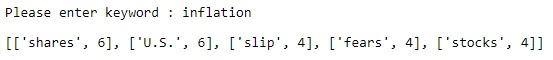 Please enter keyword : inflation
[['shares', 6], ['U.S.', 6], ['slip', 4], ['fears', 4], ['stocks', 4]]